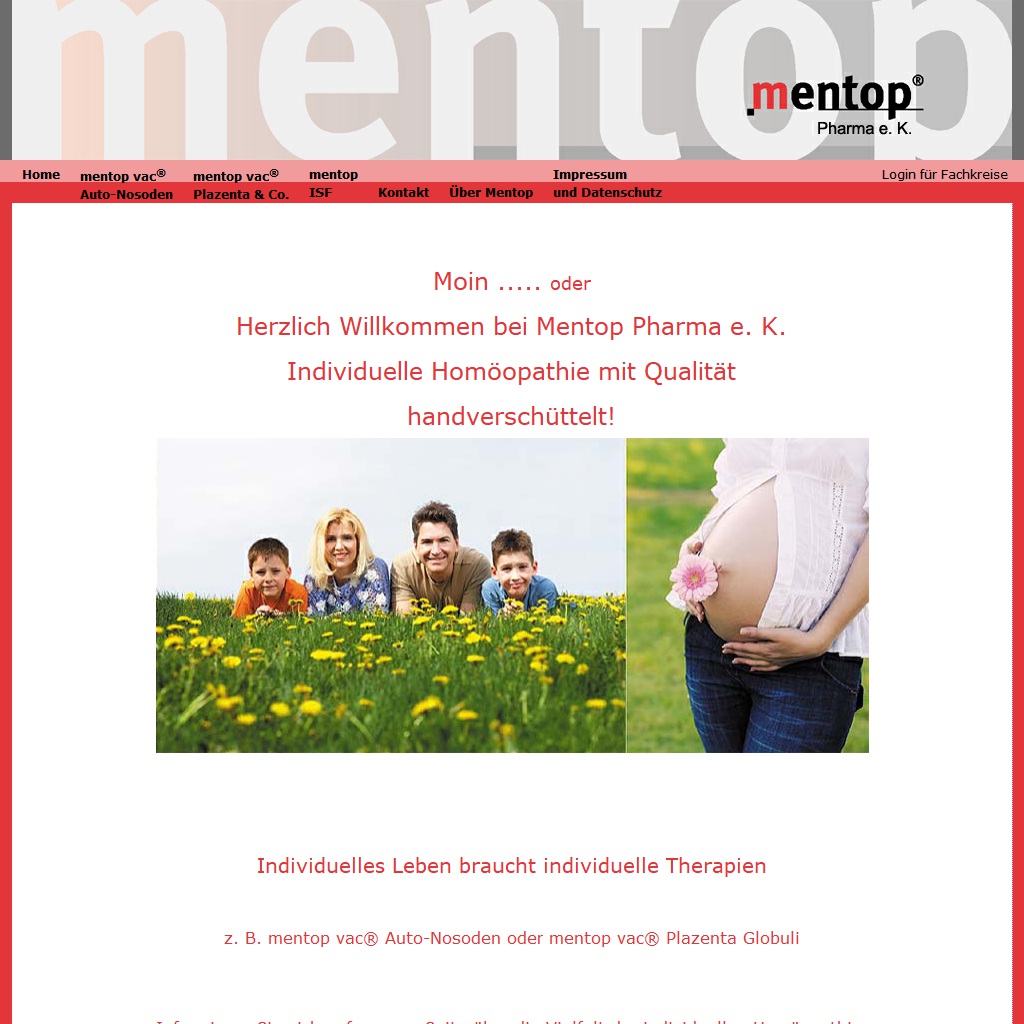 mentop
mentop®
Pharma e. K.
Home
mentop vac®
Auto-Nosoden
mentop vac®
Plazenta & Co.
mentop
ISF
Kontakt
Über Mentop
Impressum
und Datenschutz
Login für Fachkreise
Moin ..... oder
Herzlich Willkommen bei Mentop Pharma e. K.
Individuelle Homöopathie mit Qualität
handverschüttelt!
Individuelles Leben braucht individuelle Therapien
z. B. mentop vac® Auto-Nosoden oder mentop vac® Plazenta Globuli